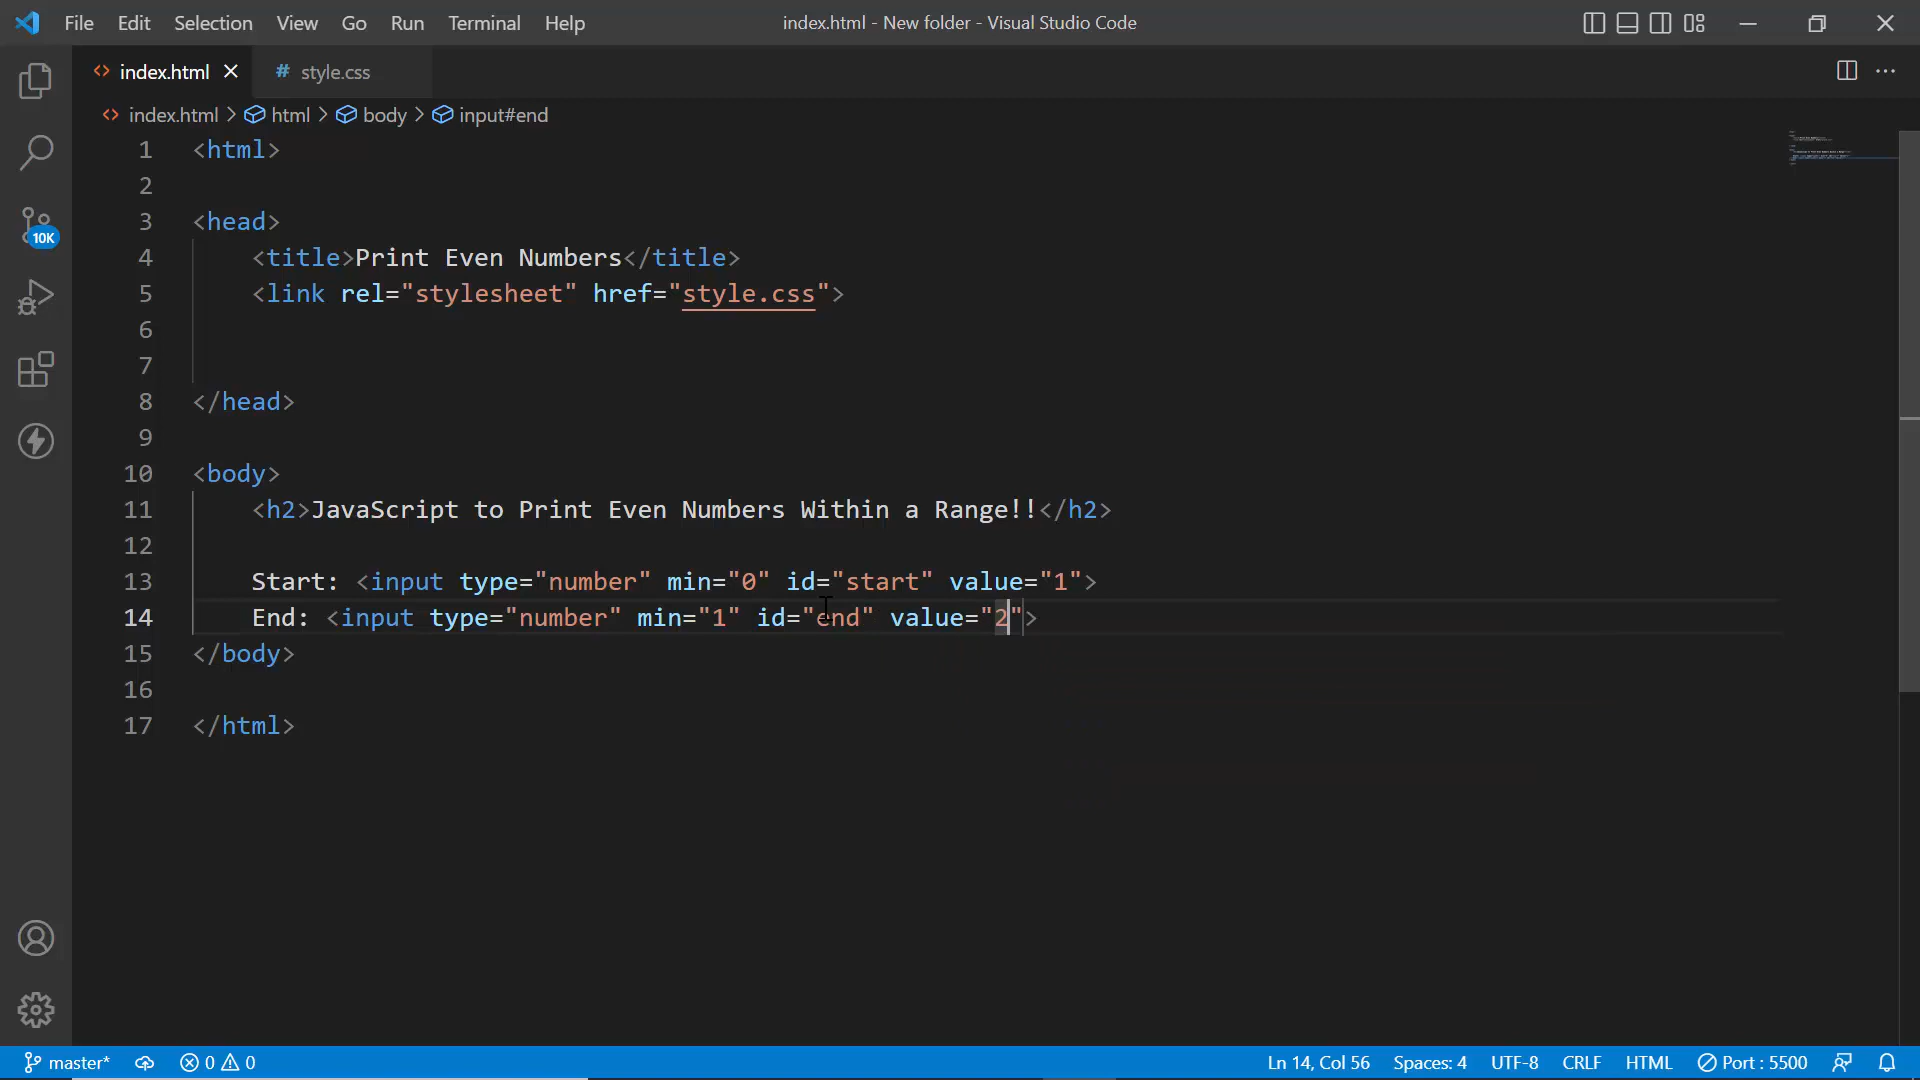 File Edit Selection View Go Run Terminal Help index.html - New folder - Visual Studio Code
index.html style.css
index.html html body input#end
1 <html>
2
3 <head>
4 <title>Print Even Numbers</title>
5 <link rel="stylesheet" href="style.css">
6
7
8 </head>
9
10 <body>
11 <h2>JavaScript to Print Even Numbers Within a Range!!</h2>
12
13 Start: <input type="number" min="0" id="start" value="1">
14 End: <input type="number" min="1" id="end" value="2">
15 </body>
16
17 </html>
10K
master* 0 0 Ln 14, Col 56 Spaces: 4 UTF-8 CRLF HTML Port : 5500